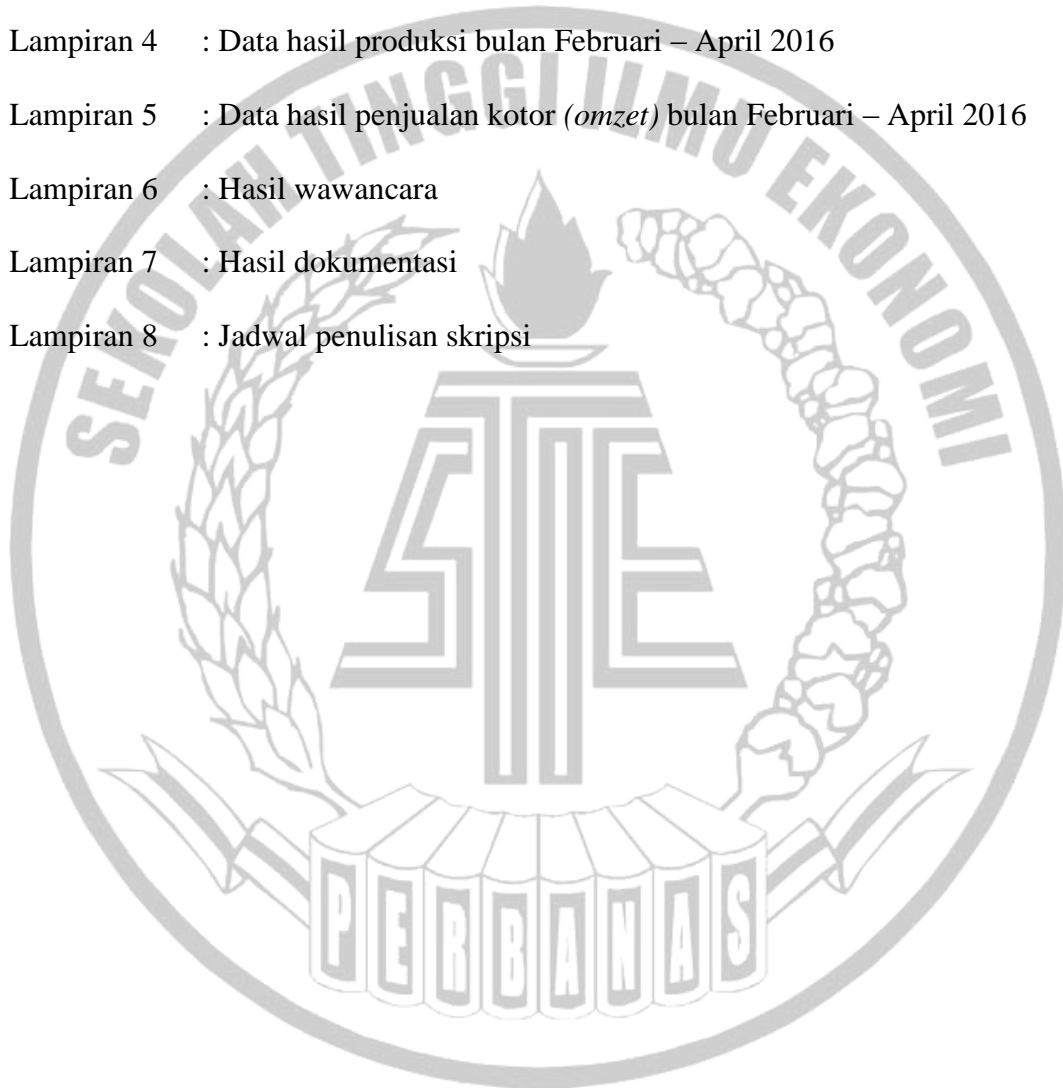 Lampiran 4 : Data hasil produksi bulan Februari – April 2016
Lampiran 5 : Data hasil penjualan kotor (omzet) bulan Februari – April 2016
Lampiran 6 : Hasil wawancara
Lampiran 7 : Hasil dokumentasi
Lampiran 8 : Jadwal penulisan skripsi
SEKOLAH TINGGI ILMU EKONOMI
STIE
PERBANAS